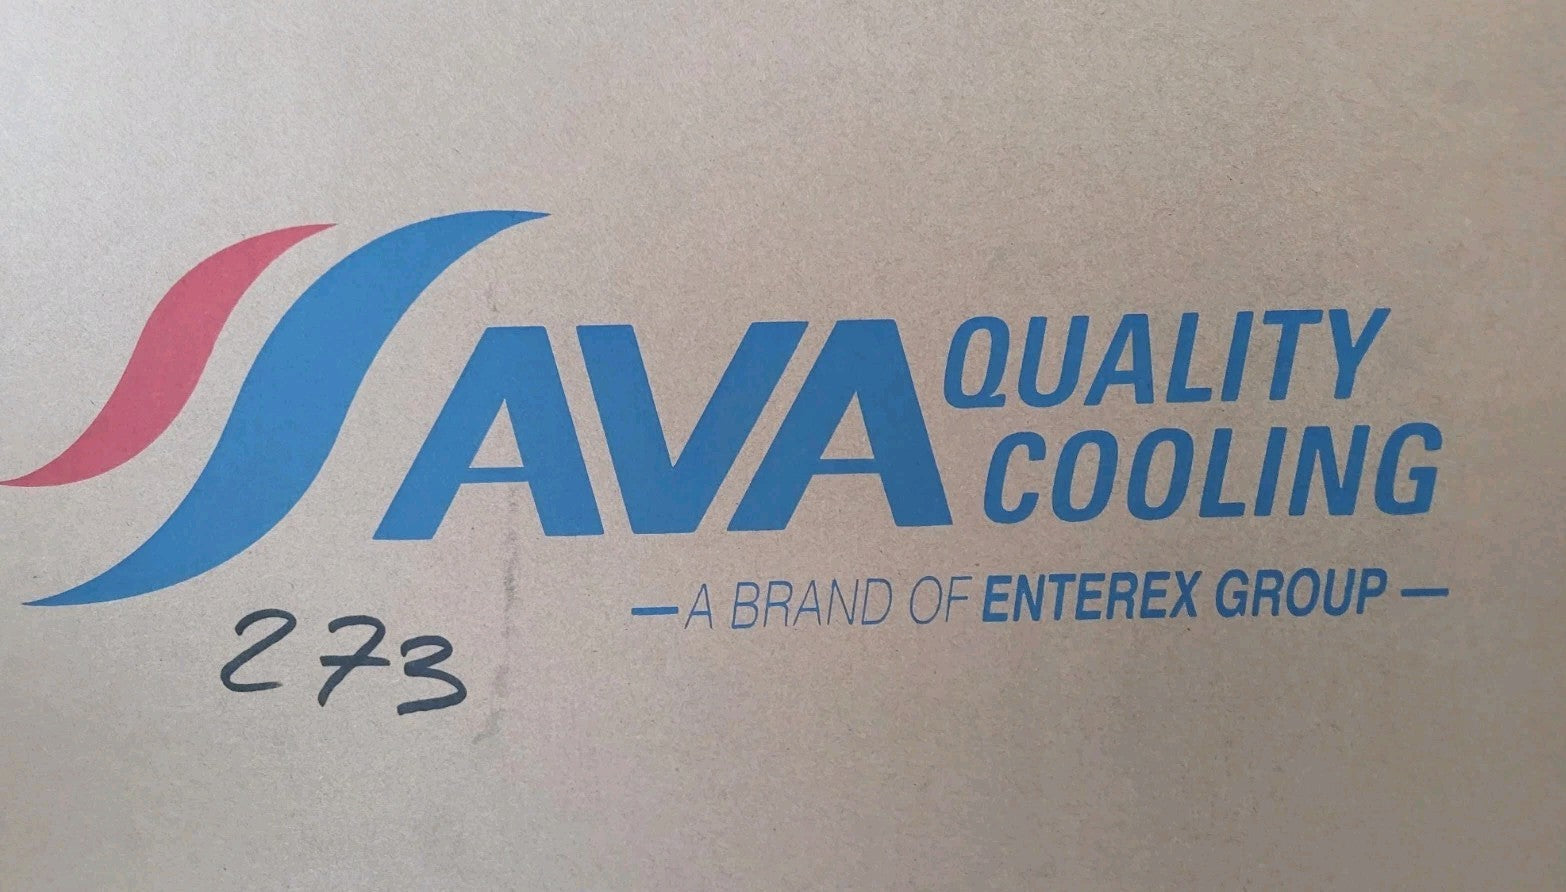 AVA QUALITY
COOLING
—A BRAND OF ENTEREX GROUP—
273